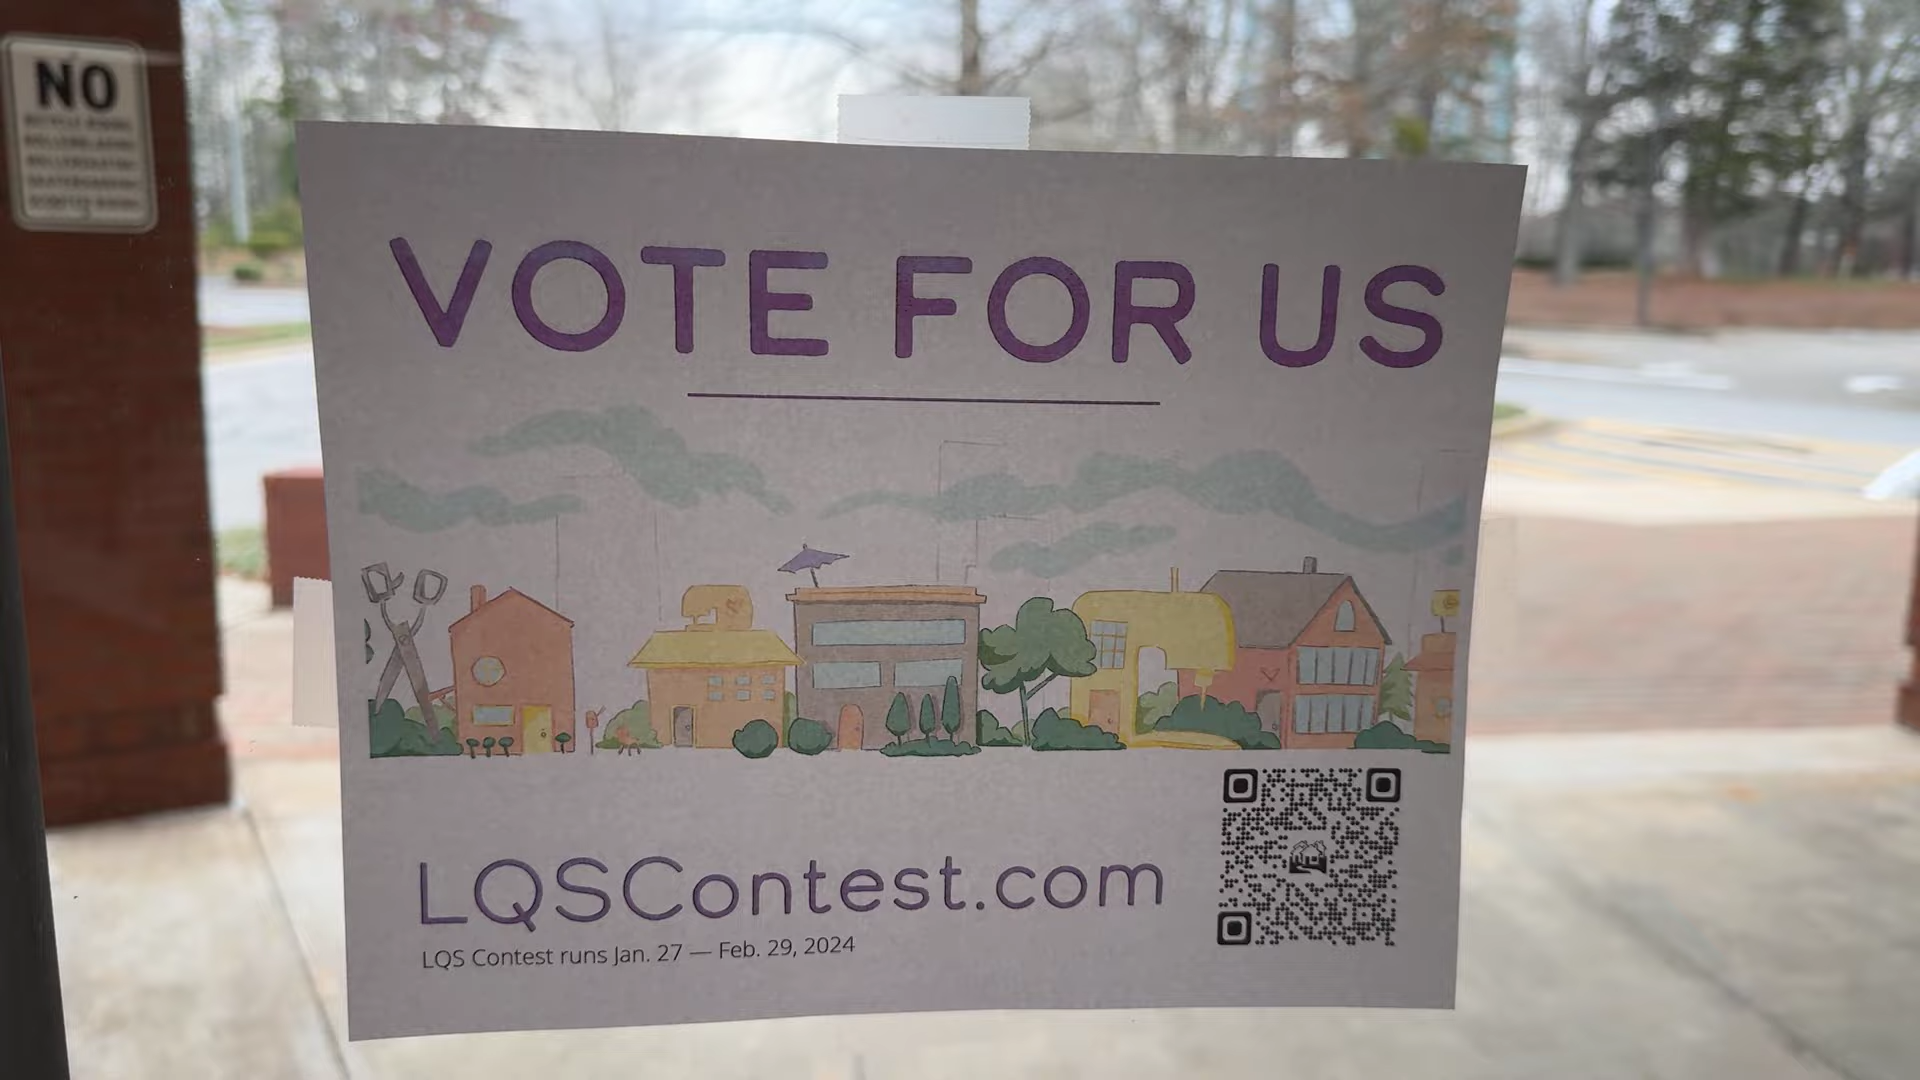 NO
VOTE FOR US
LQSContest.com
LQS Contest runs Jan. 27 — Feb. 29, 2024